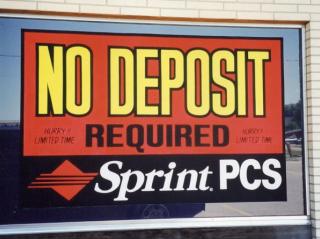 NO DEPOSIT
HURRY!! REQUIRED HURRY!!
LIMITED TIME LIMITED TIME
Sprint. PCS